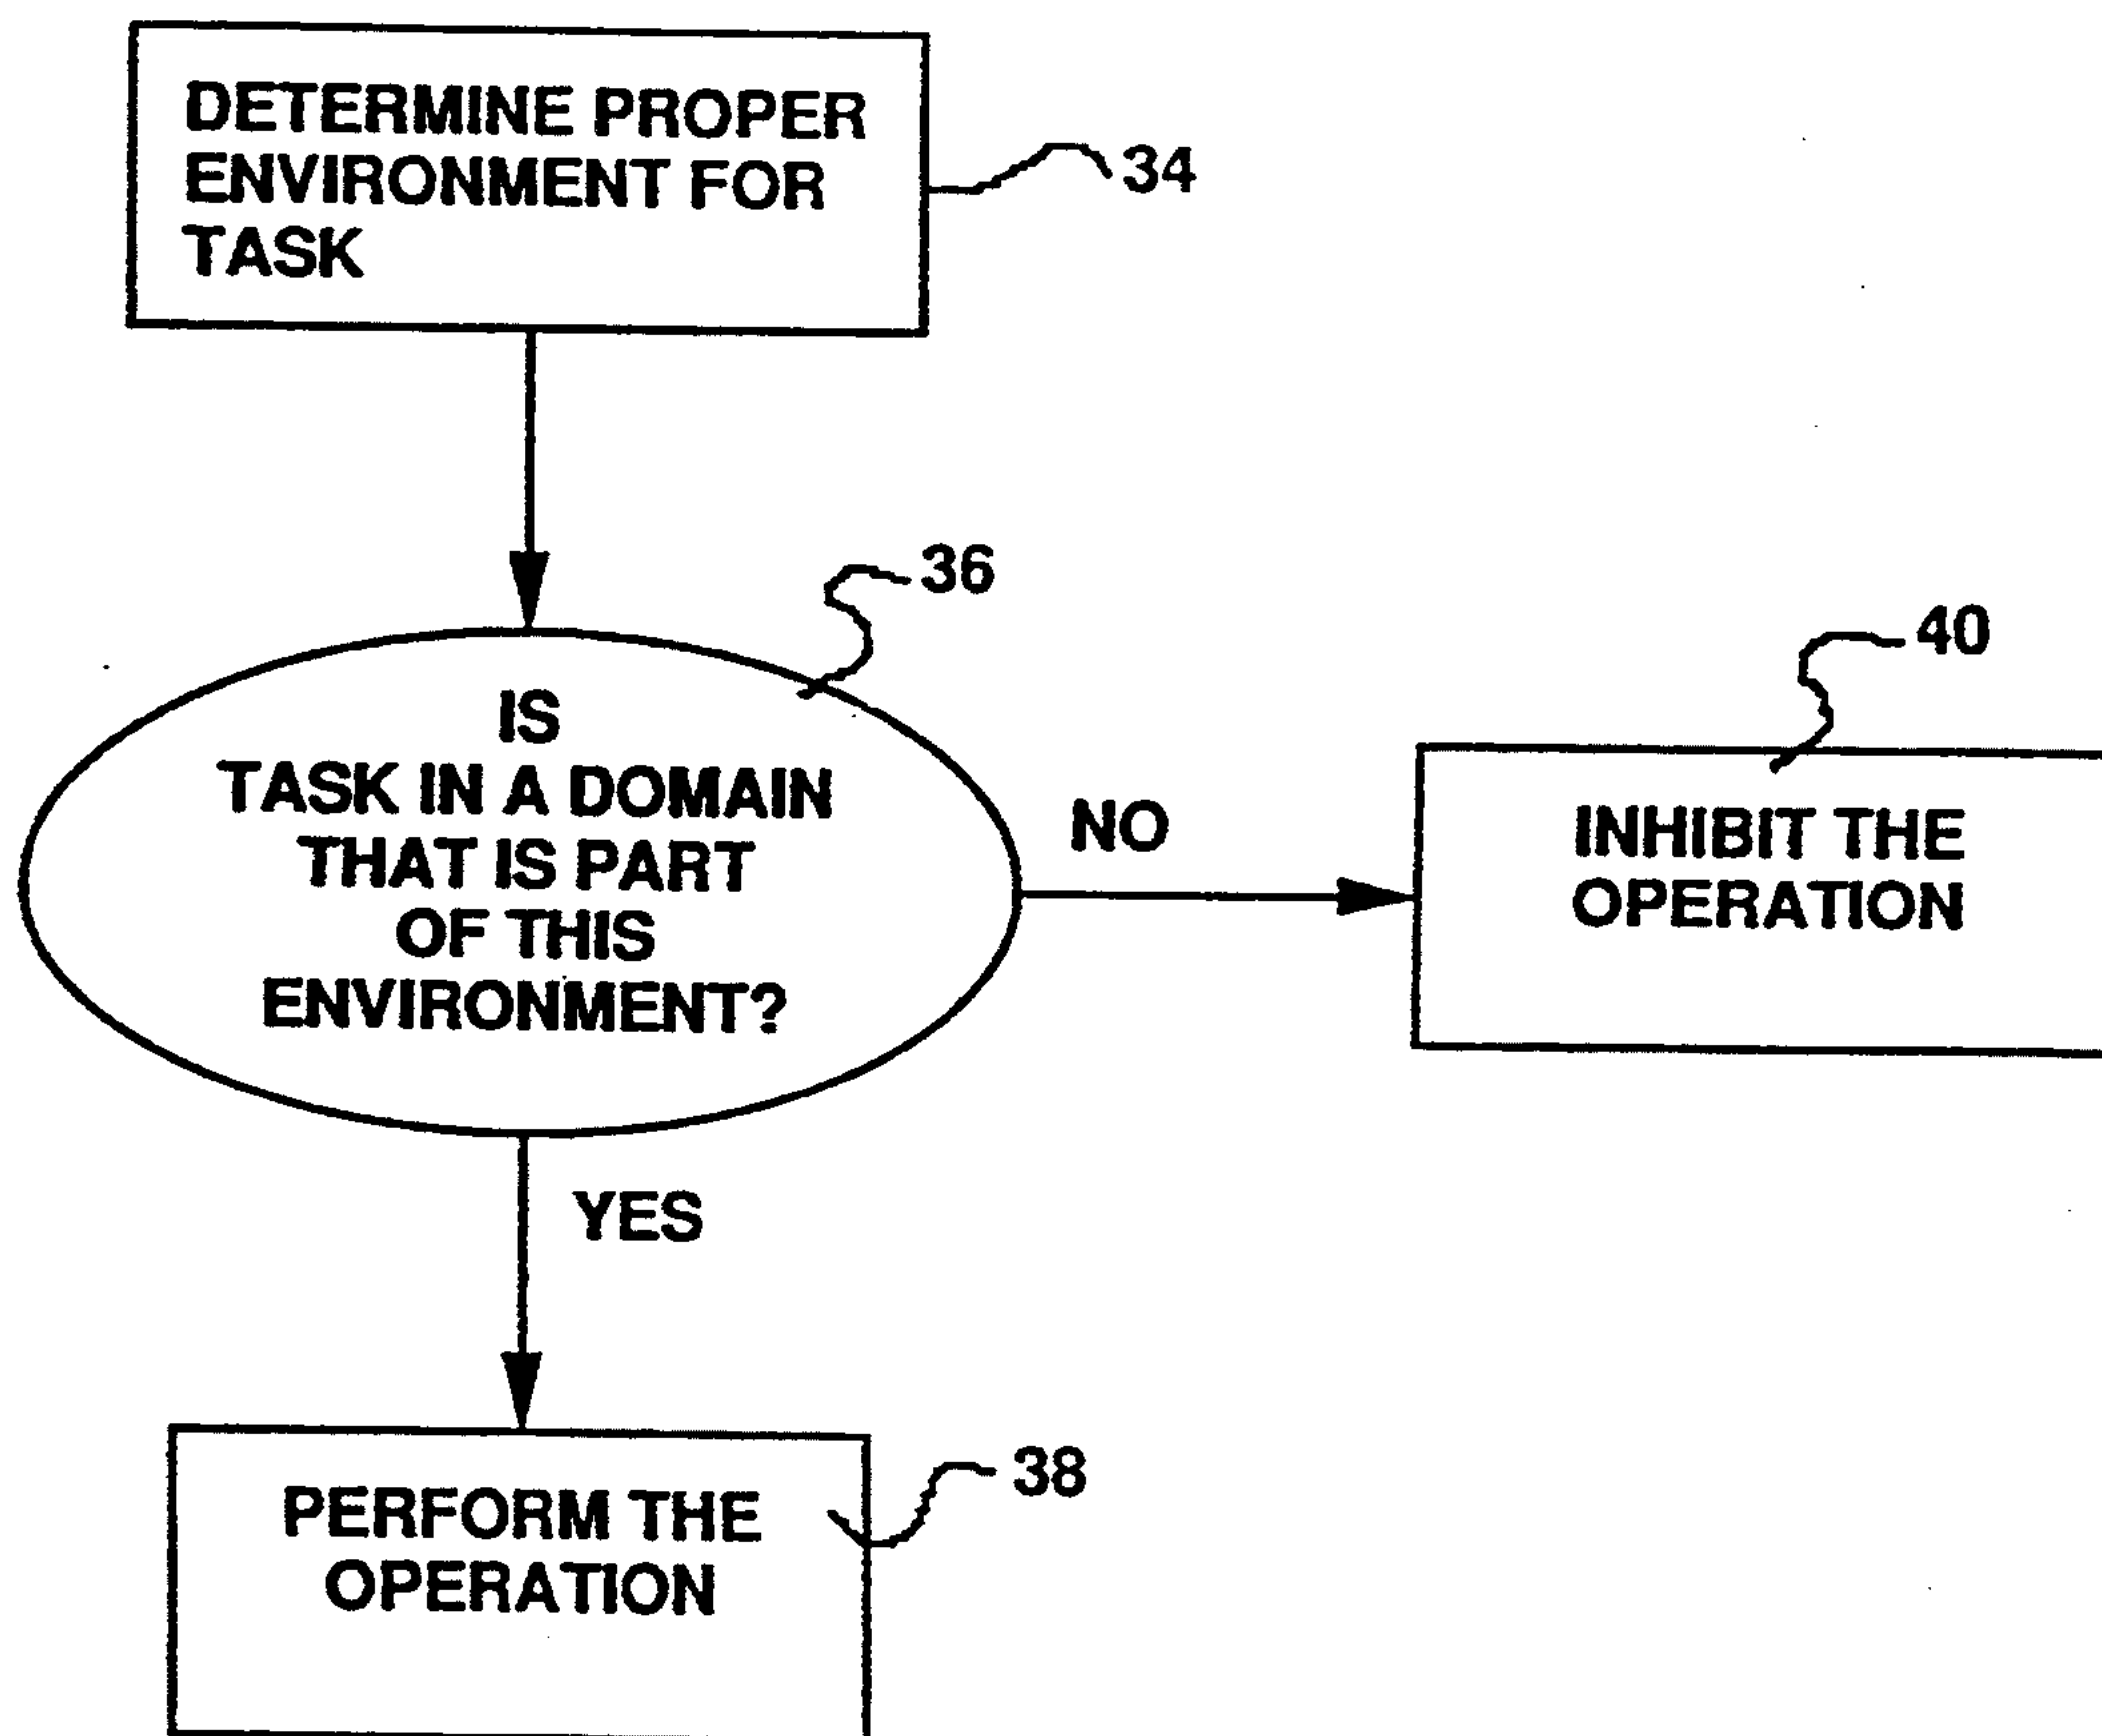 DETERMINE PROPER
ENVIRONMENT FOR
TASK
34
36
IS
TASK IN A DOMAIN
THAT IS PART
OF THIS
ENVIRONMENT?
NO
40
INHIBIT THE
OPERATION
YES
PERFORM THE
OPERATION
38